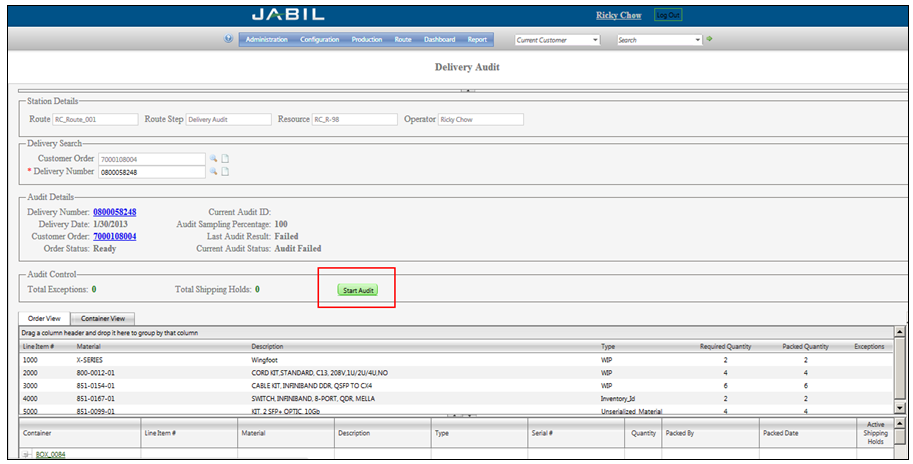 JABIL
Ricky Chow Log Out
Administration Configuration Production Route Dashboard Report Current Customer Search
Delivery Audit
Station Details
Route RC_Route_001 Route Step Delivery Audit Resource RC_R-98 Operator Ricky Chow
Delivery Search
Customer Order 7000108004
* Delivery Number 0800058248
Audit Details
Delivery Number: 0800058248 Current Audit ID:
Delivery Date: 1/30/2013 Audit Sampling Percentage: 100
Customer Order: 7000108004 Last Audit Result: Failed
Order Status: Ready Current Audit Status: Audit Failed
Audit Control
Total Exceptions: 0 Total Shipping Holds: 0 Start Audit
Order View Container View
Drag a column header and drop it here to group by that column
Line Item # Material Description Type Required Quantity Packed Quantity Exceptions
1000 X-SERIES Wingfoot WIP 2 2
2000 800-0012-01 CORD KIT,STANDARD, C13, 208V,1U/2U/4U.NO WIP 4 4
3000 851-0154-01 CABLE KIT, INFINIBAND DDR, QSFP TO CX4 WIP 6 6
4000 851-0167-01 SWITCH, INFINIBAND, 8-PORT, QDR, MELLA Inventory_Id 2 2
5000 851-0099-01 KIT. 2 SFP+ OPTIC. 10Gb Unserialized Material 4 4
Container Line Item # Material Description Type Serial # Quantity Packed By Packed Date Active Shipping Holds
BOX_0084